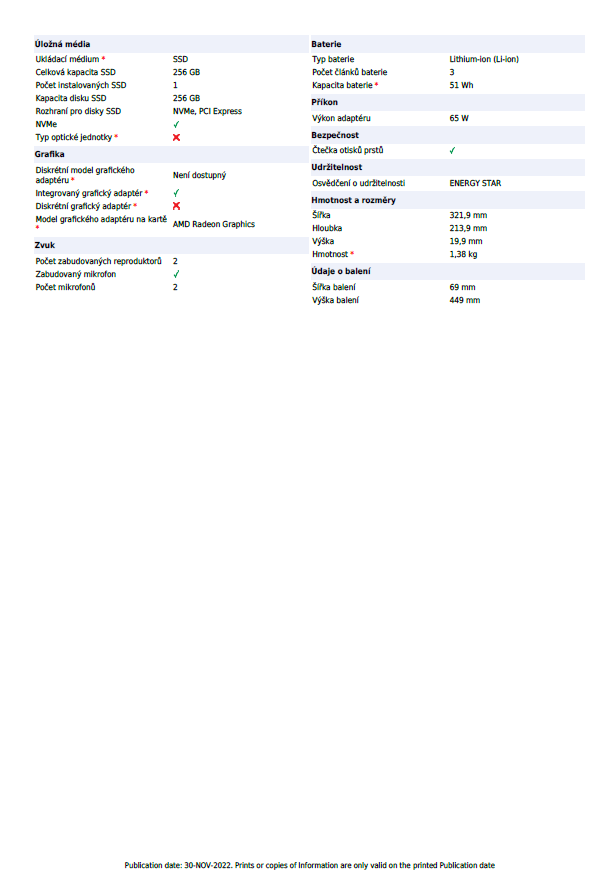 Úložná média
Ukládací médium * SSD
Celková kapacita SSD 256 GB
Počet instalovaných SSD 1
Kapacita disku SSD 256 GB
Rozhraní pro disky SSD NVMe, PCI Express
NVMe ✓
Typ optické jednotky * ✗
Grafika
Diskrétní model grafického
adaptéru * Není dostupný
Integrovaný grafický adaptér * ✓
Diskrétní grafický adaptér * ✗
Model grafického adaptéru na kartě
* AMD Radeon Graphics
Zvuk
Počet zabudovaných reproduktorů 2
Zabudovaný mikrofon ✓
Počet mikrofonů 2
Baterie
Typ baterie Lithium-ion (Li-ion)
Počet článků baterie 3
Kapacita baterie * 51 Wh
Příkon
Výkon adaptéru 65 W
Bezpečnost
Čtečka otisků prstů ✓
Udržitelnost
Osvědčení o udržitelnosti ENERGY STAR
Hmotnost a rozměry
Šířka 321,9 mm
Hloubka 213,9 mm
Výška 19,9 mm
Hmotnost * 1,38 kg
Údaje o balení
Šířka balení 69 mm
Výška balení 449 mm
Publication date: 30-NOV-2022. Prints or copies of Information are only valid on the printed Publication date